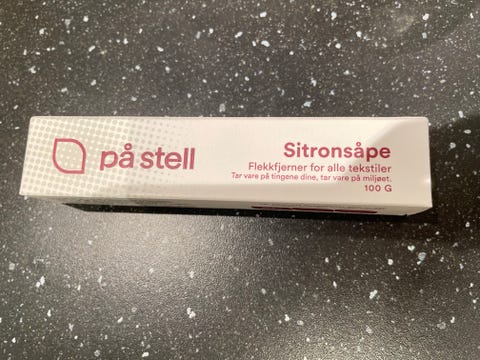 på stell
Sitronsåpe
Flekkfjerner for alle tekstiler
Tar vare på tingene dine, tar vare på miljøet.
100 G